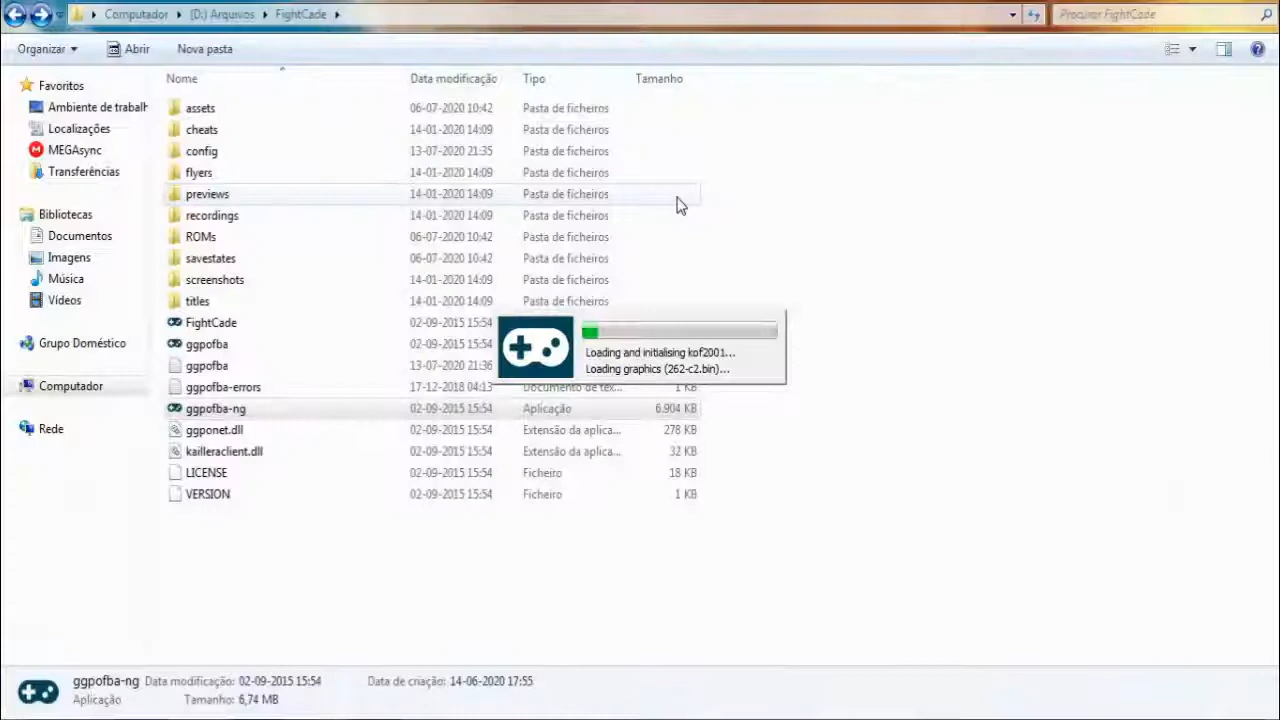 Computador ▸ (D:) Arquivos ▸ FightCade ▸
Procurar FightCade
Organizar Abrir Nova pasta
Nome Data modificação Tipo Tamanho
Favoritos
Ambiente de trabalh
Localizações
MEGAsync
Transferências
Bibliotecas
Documentos
Imagens
Música
Vídeos
Grupo Doméstico
Computador
Rede
assets 06-07-2020 10:42 Pasta de ficheiros
cheats 14-01-2020 14:09 Pasta de ficheiros
config 13-07-2020 21:35 Pasta de ficheiros
flyers 14-01-2020 14:09 Pasta de ficheiros
previews 14-01-2020 14:09 Pasta de ficheiros
recordings 14-01-2020 14:09 Pasta de ficheiros
ROMs 06-07-2020 10:42 Pasta de ficheiros
savestates 06-07-2020 10:42 Pasta de ficheiros
screenshots 14-01-2020 14:09 Pasta de ficheiros
titles 14-01-2020 14:09 Pasta de ficheiros
FightCade 02-09-2015 15:54
ggpofba 02-09-2015 15:54
ggpofba 13-07-2020 21:36
ggpofba-errors 17-12-2018 04:13 Documento de tex... 1 KB
ggpofba-ng 02-09-2015 15:54 Aplicação 6.904 KB
ggponet.dll 02-09-2015 15:54 Extensão da aplica... 278 KB
kailleraclient.dll 02-09-2015 15:54 Extensão da aplica... 32 KB
LICENSE 02-09-2015 15:54 Ficheiro 18 KB
VERSION 02-09-2015 15:54 Ficheiro 1 KB
Loading and initialising kof2001...
Loading graphics (262-c2.bin)...
ggpofba-ng Data modificação: 02-09-2015 15:54 Data de criação: 14-06-2020 17:55
Aplicação Tamanho: 6,74 MB